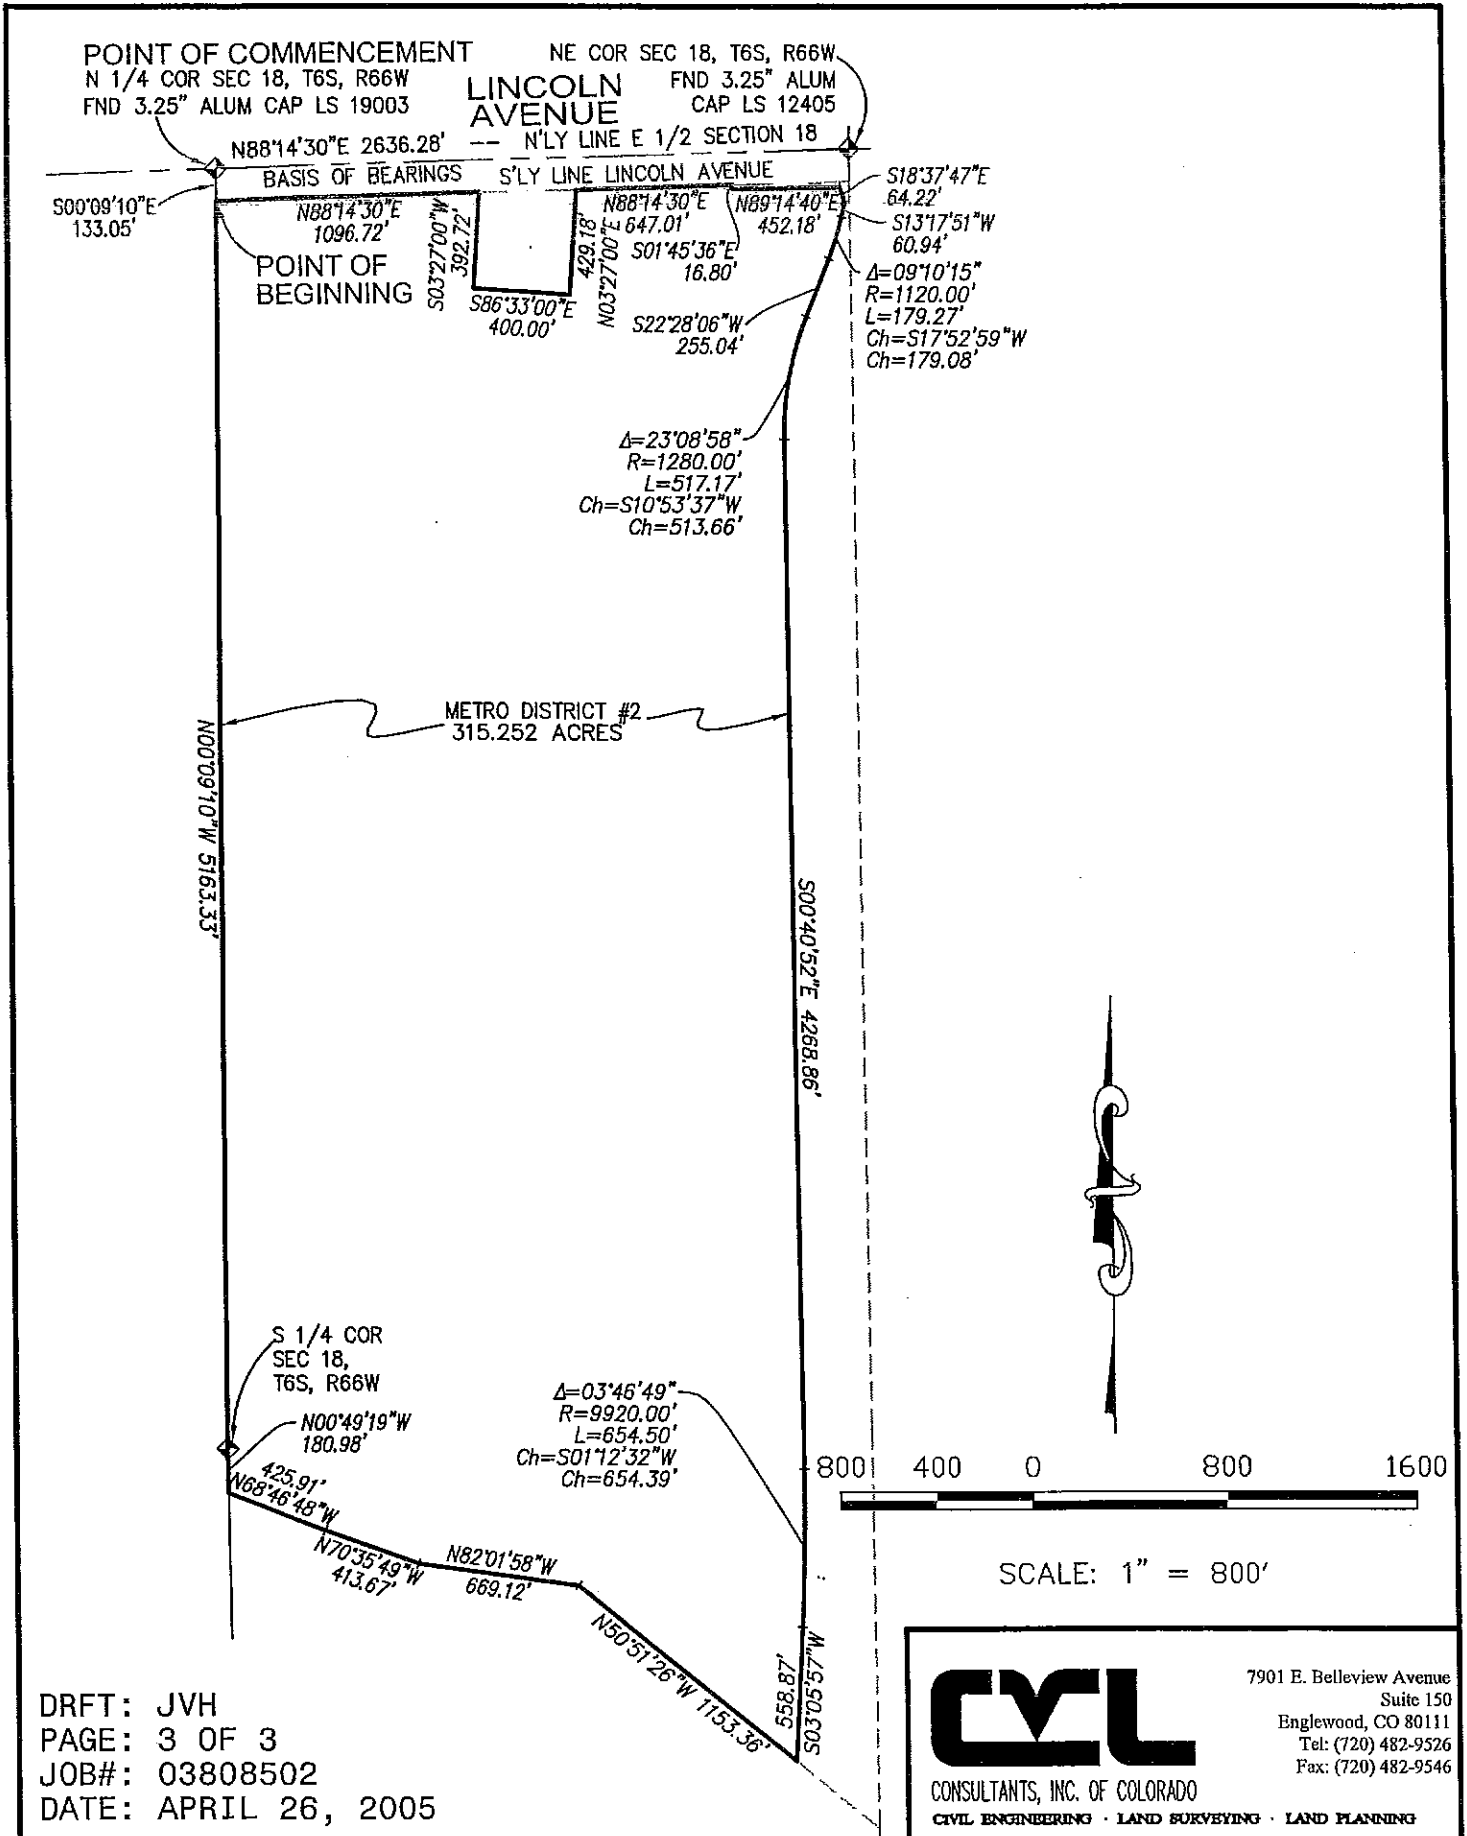 POINT OF COMMENCEMENT
N 1/4 COR SEC 18, T6S, R66W
FND 3.25" ALUM CAP LS 19003
NE COR SEC 18, T6S, R66W
FND 3.25" ALUM
CAP LS 12405
LINCOLN
AVENUE
N88°14'30"E 2636.28' -- N'LY LINE E 1/2 SECTION 18
BASIS OF BEARINGS
S'LY LINE LINCOLN AVENUE
S00°09'10"E
133.05'
N88°14'30"E
1096.72'
POINT OF
BEGINNING
S03°27'00"W
392.72'
S86°33'00"E
400.00'
429.18'
N03°27'00"E
N88°14'30"E
647.01'
S01°45'36"E
16.80'
N89°14'40"E
452.18'
S18°37'47"E
64.22'
S13°17'51"W
60.94'
Δ=09°10'15"
R=1120.00'
L=179.27'
Ch=S17°52'59"W
Ch=179.08'
S22°28'06"W
255.04'
Δ=23°08'58"
R=1280.00'
L=517.17'
Ch=S10°53'37"W
Ch=513.66'
METRO DISTRICT #2
315.252 ACRES
N00°09'10"W 5163.33'
S00°40'52"E 4268.86'
S 1/4 COR
SEC 18,
T6S, R66W
N00°49'19"W
180.98'
425.91'
N68°46'48"W
N70°35'49"W
413.67'
N82°01'58"W
669.12'
N50°51'26"W 1153.36'
Δ=03°46'49"
R=9920.00'
L=654.50'
Ch=S01°12'32"W
Ch=654.39'
558.87'
S03°05'57"W
800 400 0 800 1600
SCALE: 1" = 800'
DRFT: JVH
PAGE: 3 OF 3
JOB#: 03808502
DATE: APRIL 26, 2005
CVL
CONSULTANTS, INC. OF COLORADO
CIVIL ENGINEERING · LAND SURVEYING · LAND PLANNING
7901 E. Belleview Avenue
Suite 150
Englewood, CO 80111
Tel: (720) 482-9526
Fax: (720) 482-9546